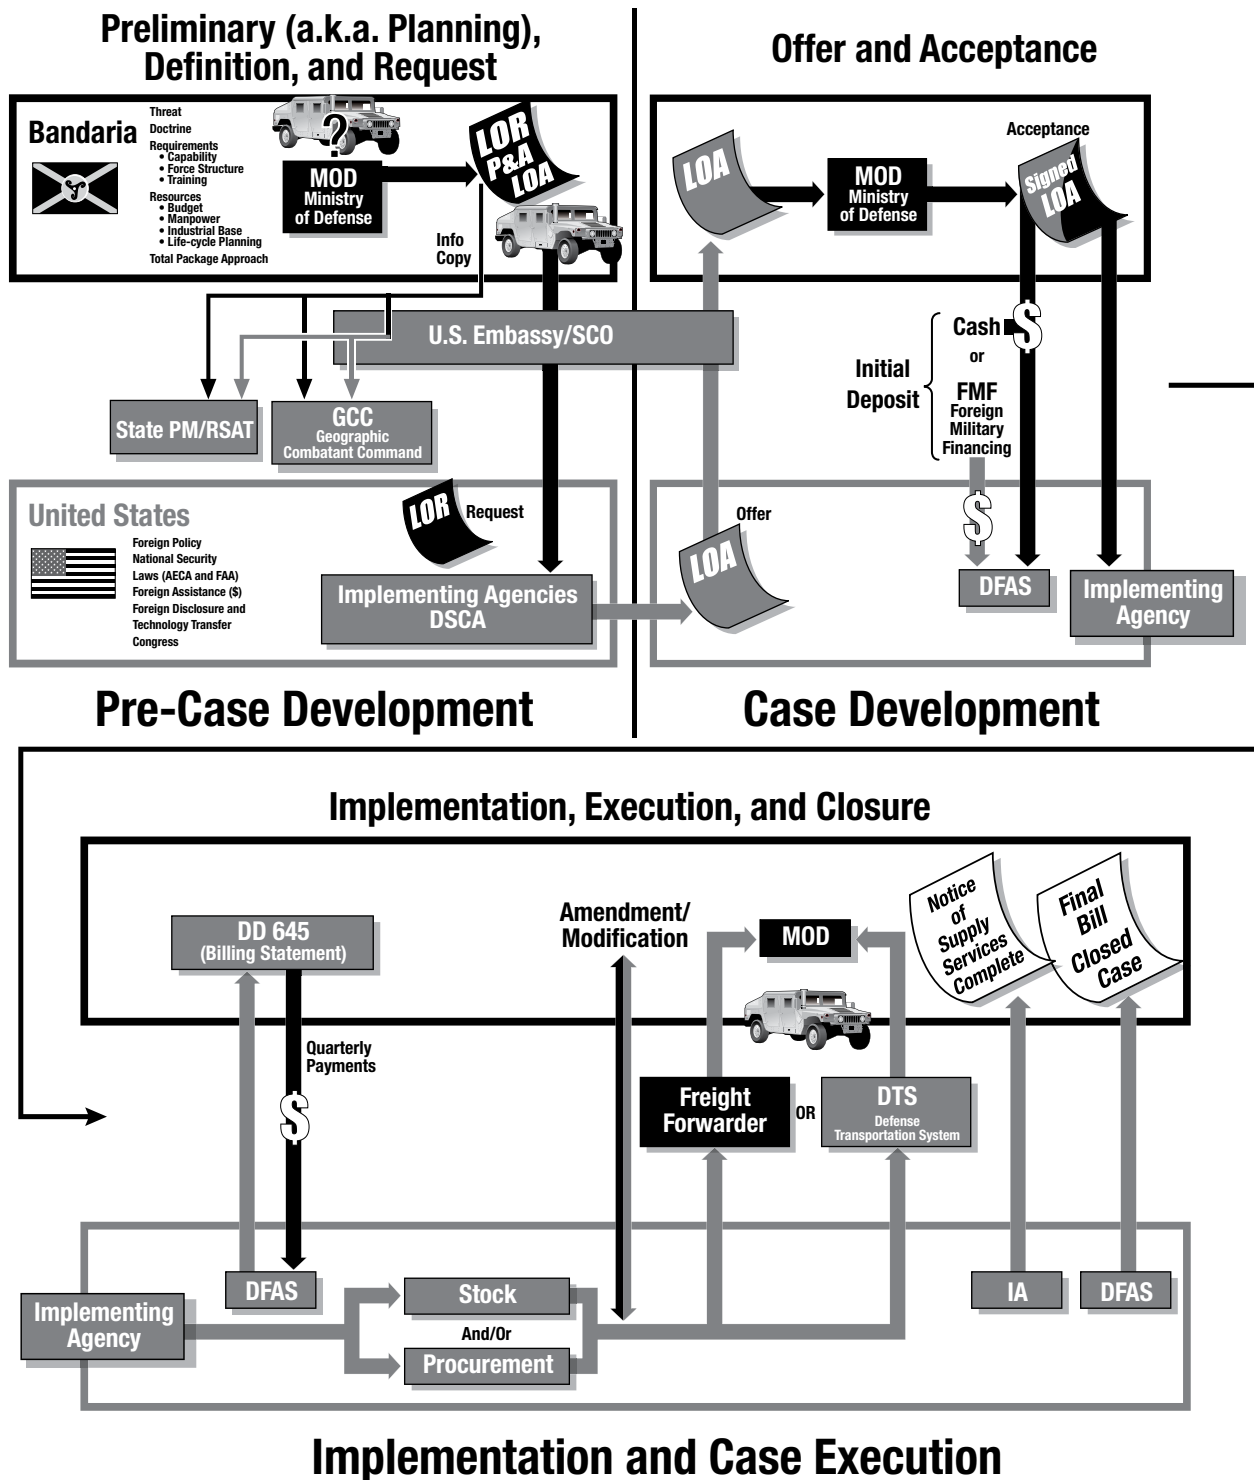 Preliminary (a.k.a. Planning),
Definition, and Request
Bandaria
Threat
Doctrine
Requirements
• Capability
• Force Structure
• Training
Resources
• Budget
• Manpower
• Industrial Base
• Life-cycle Planning
Total Package Approach
?
MOD
Ministry
of Defense
LOR
P&A
LOA
Info
Copy
U.S. Embassy/SCO
State PM/RSAT
GCC
Geographic
Combatant Command
United States
Foreign Policy
National Security
Laws (AECA and FAA)
Foreign Assistance ($)
Foreign Disclosure and
Technology Transfer
Congress
LOR
Request
Implementing Agencies
DSCA
Pre-Case Development
Offer and Acceptance
LOA
MOD
Ministry
of Defense
Acceptance
Signed
LOA
Initial
Deposit
Cash
$
or
FMF
Foreign
Military
Financing
$
Offer
LOA
DFAS
Implementing
Agency
Case Development
Implementation, Execution, and Closure
DD 645
(Billing Statement)
Quarterly
Payments
$
Amendment/
Modification
MOD
Notice
of
Supply
Services
Complete
Final
Bill
Closed
Case
Freight
Forwarder
OR
DTS
Defense
Transportation System
Implementing
Agency
DFAS
Stock
And/Or
Procurement
IA
DFAS
Implementation and Case Execution